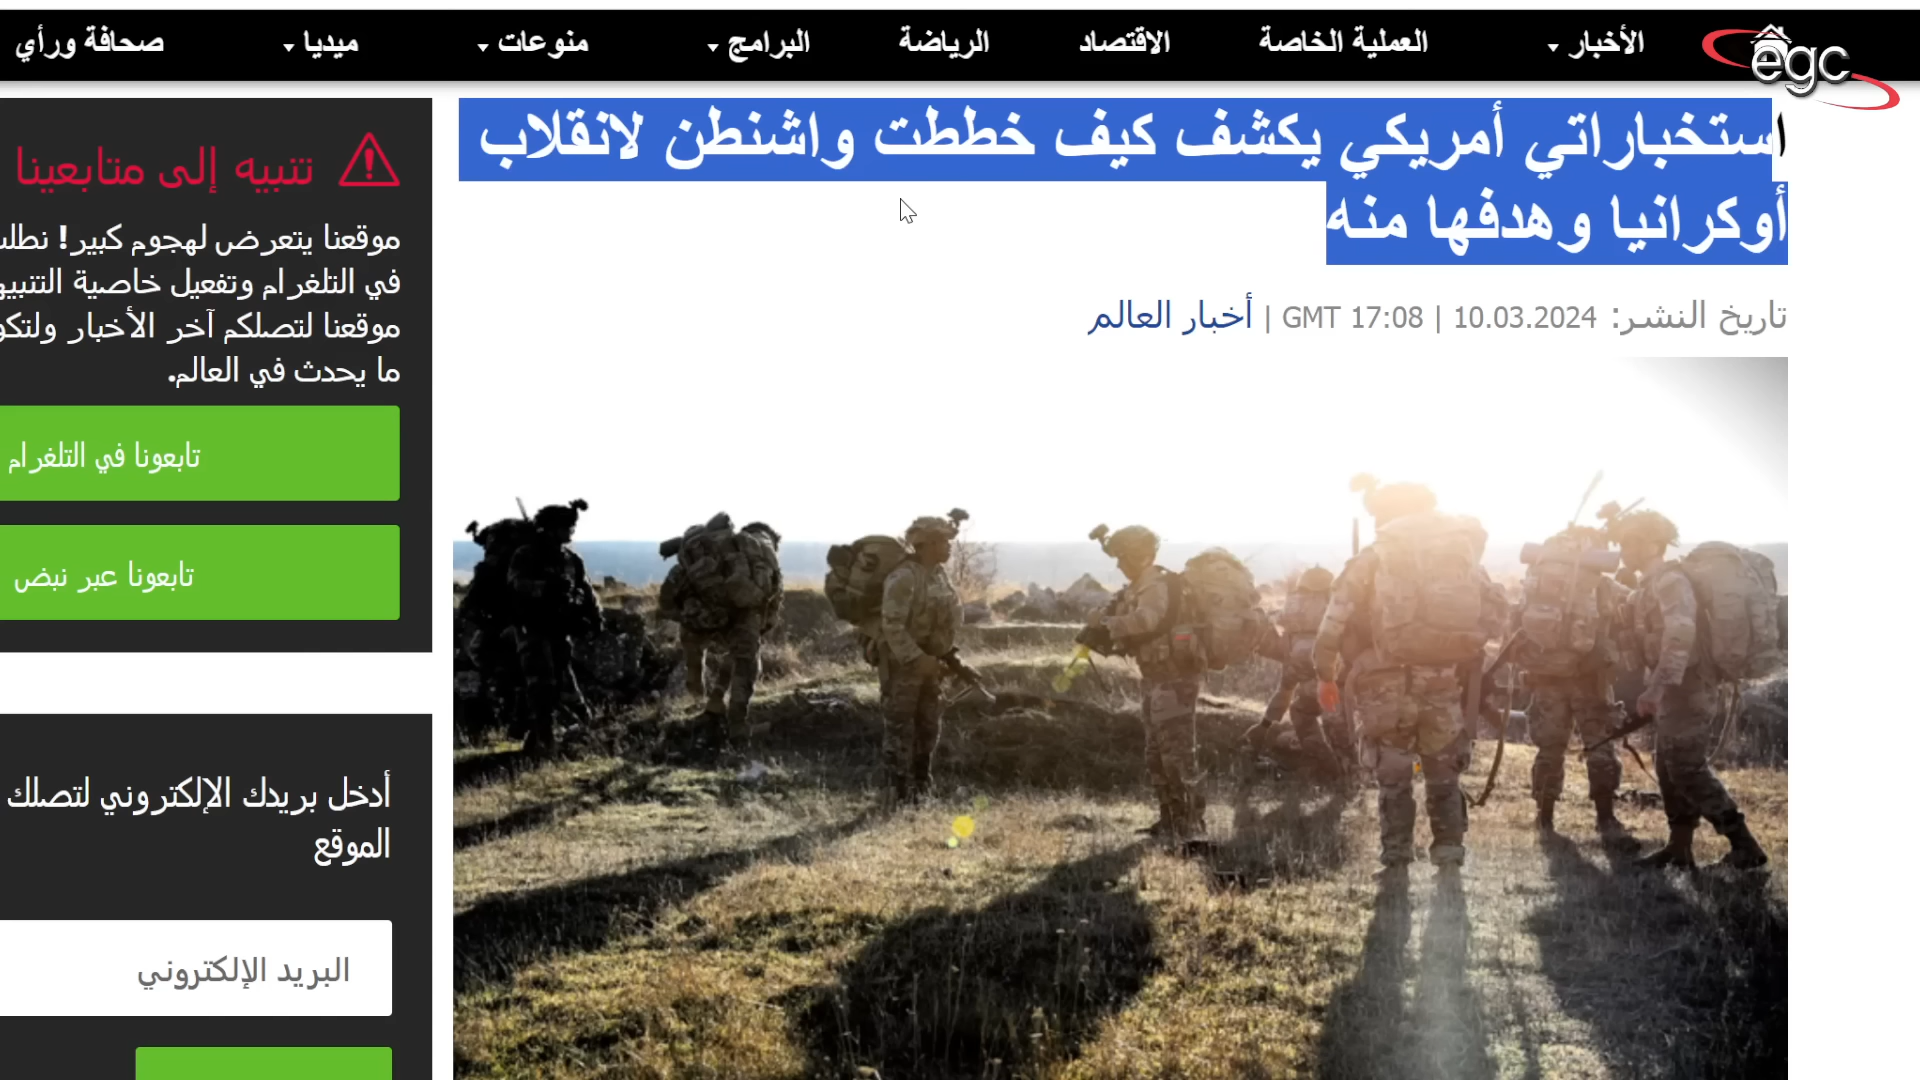 الأخبار
العملية الخاصة
الاقتصاد
الرياضة
البرامج
منوعات
ميديا
صحافة ورأي
egc
استخباراتي أمريكي يكشف كيف خططت واشنطن لانقلاب
أوكرانيا وهدفها منه
تاريخ النشر: 10.03.2024 | 17:08 GMT | أخبار العالم
تنبيه إلى متابعينا
موقعنا يتعرض لهجوم كبير! نطلب
في التلغرام وتفعيل خاصية التنبيه
موقعنا لتصلكم آخر الأخبار ولتكو
ما يحدث في العالم.
تابعونا في التلغرام
تابعونا عبر نبض
أدخل بريدك الإلكتروني لتصلك
الموقع
البريد الإلكتروني